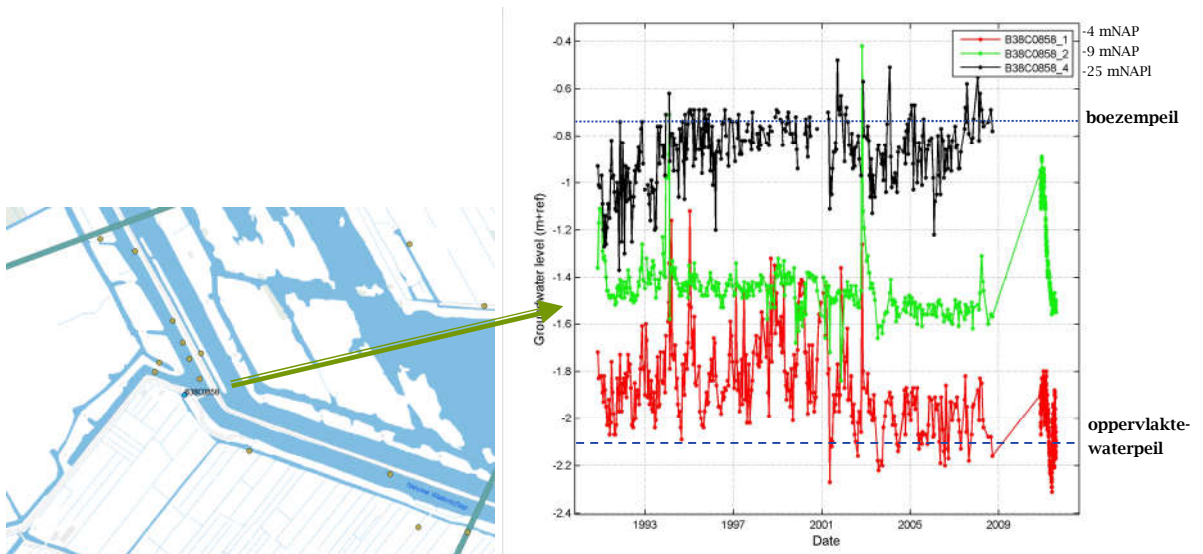 B38C0858_1 -4 mNAP
B38C0858_2 -9 mNAP
B38C0858_4 -25 mNAPl
boezempeil
oppervlakte-
waterpeil
Groundwater level (m+ref)
-0.4
-0.6
-0.8
-1
-1.2
-1.4
-1.6
-1.8
-2
-2.2
-2.4
1993 1997 2001 2005 2009
Date
B38C0858